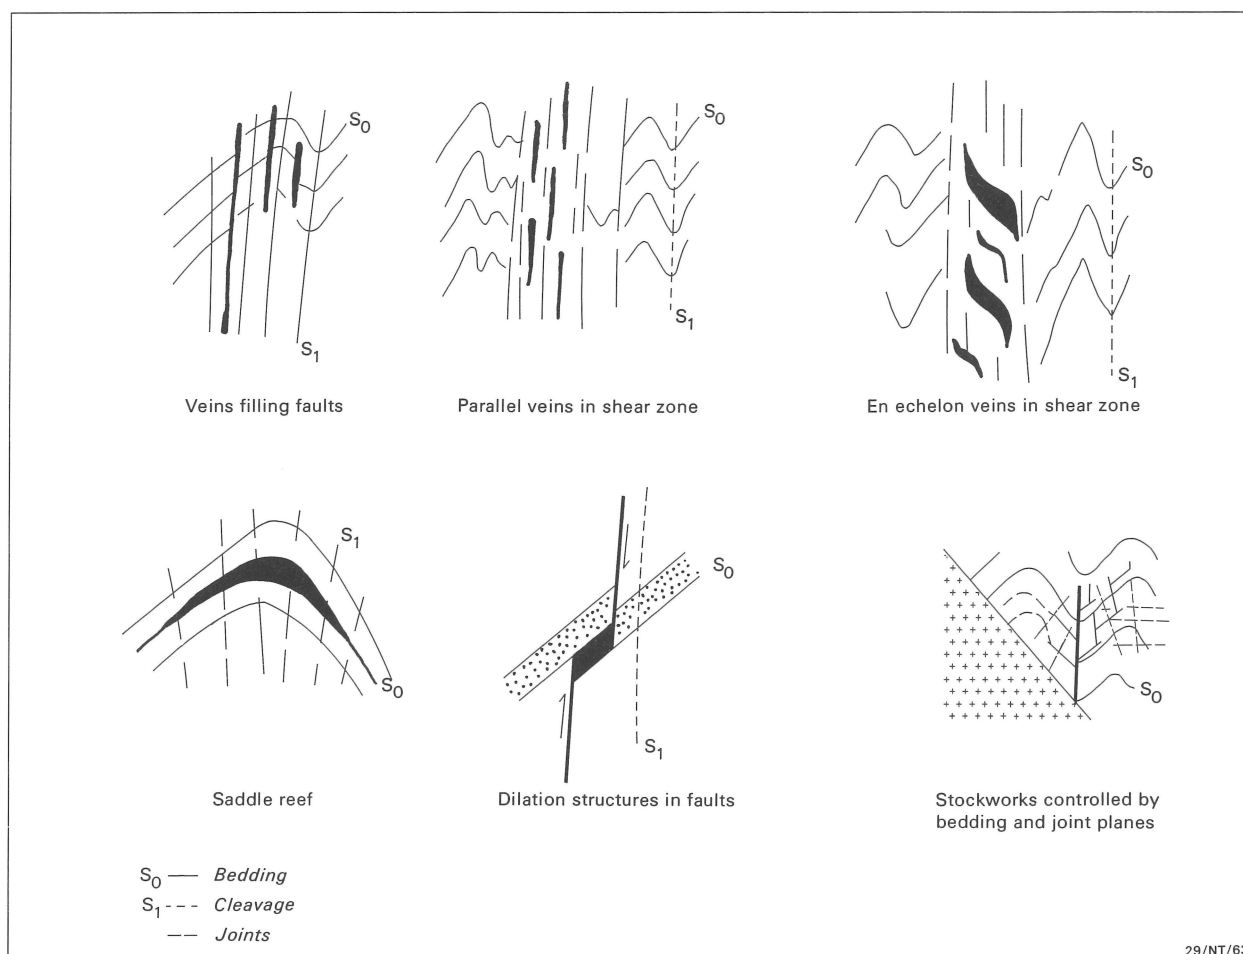 S0
S1
Veins filling faults
S0
S1
Parallel veins in shear zone
S0
S1
En echelon veins in shear zone
S1
S0
Saddle reef
S0
S1
Dilation structures in faults
S0
Stockworks controlled by
bedding and joint planes
S0 Bedding
S1 Cleavage
Joints